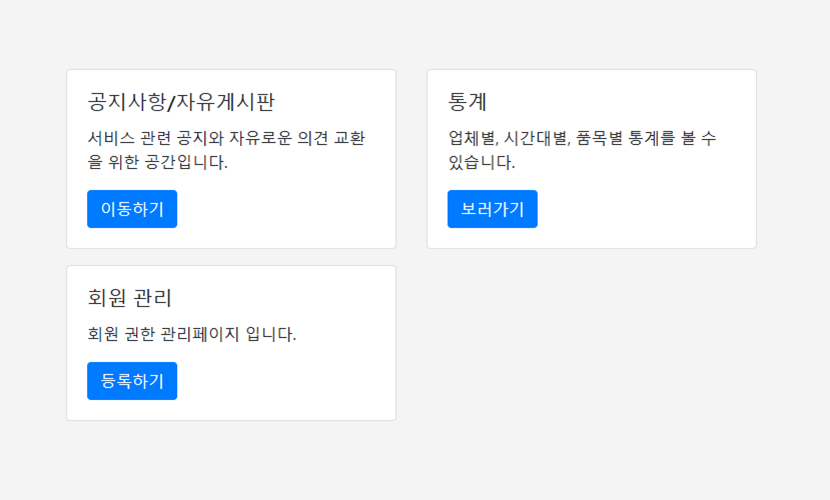 공지사항/자유게시판
서비스 관련 공지와 자유로운 의견 교환
을 위한 공간입니다.
이동하기
통계
업체별, 시간대별, 품목별 통계를 볼 수
있습니다.
보러가기
회원 관리
회원 권한 관리페이지 입니다.
등록하기